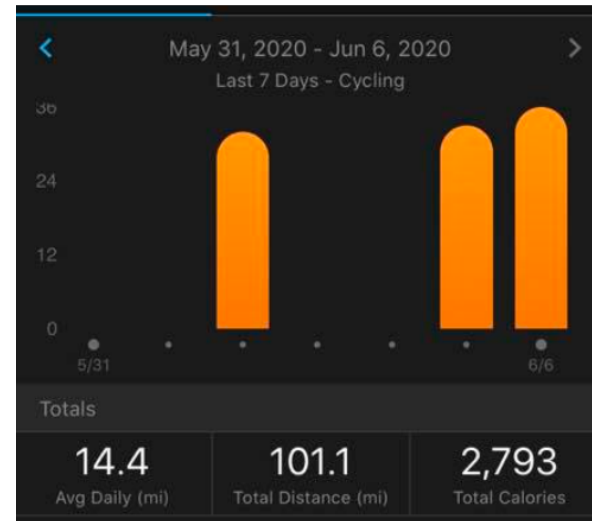 May 31, 2020 - Jun 6, 2020
Last 7 Days - Cycling
36
24
12
0
5/31 6/6
Totals
14.4 101.1 2,793
Avg Daily (mi) Total Distance (mi) Total Calories